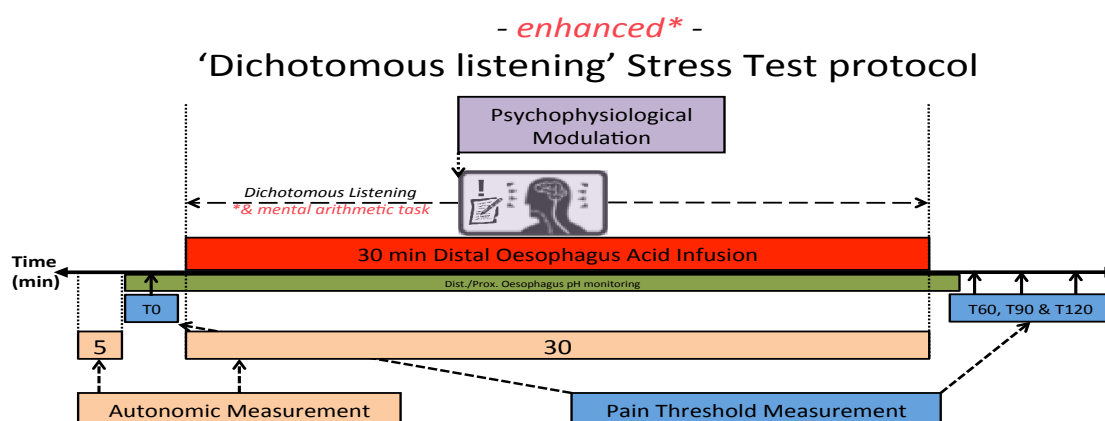 - enhanced* -
‘Dichotomous listening’ Stress Test protocol
Psychophysiological
Modulation
Dichotomous Listening
*& mental arithmetic task
!
30 min Distal Oesophagus Acid Infusion
Time
(min)
Dist./Prox. Oesophagus pH monitoring
T0
T60, T90 & T120
5
30
Autonomic Measurement
Pain Threshold Measurement